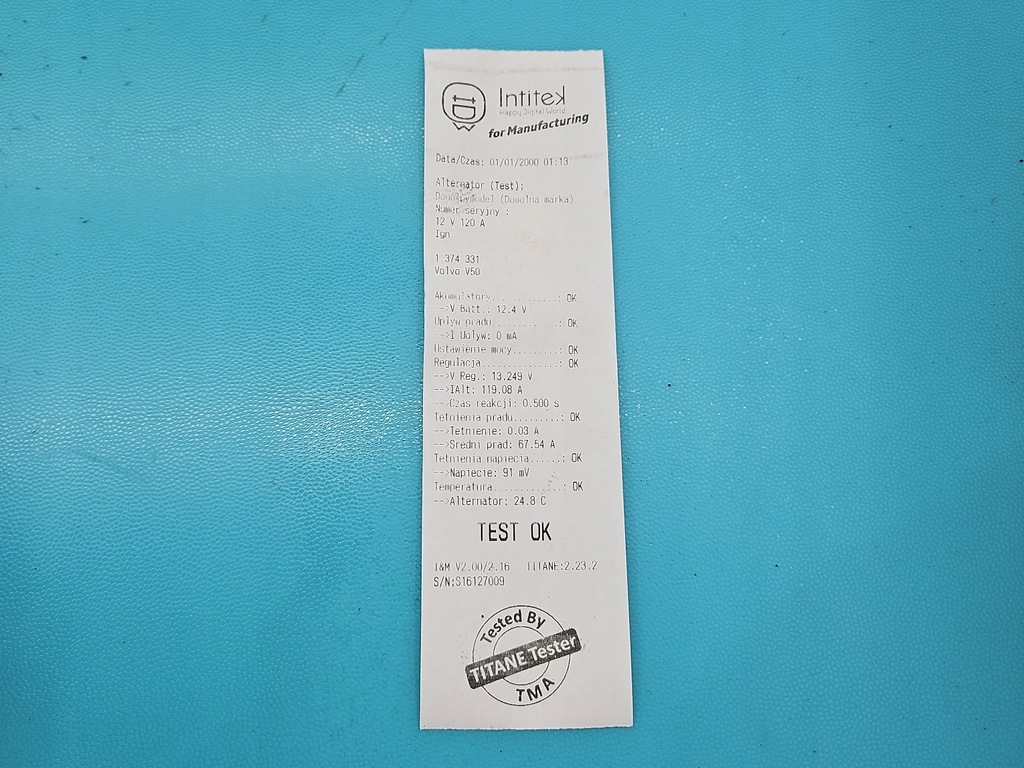 Intitek
Happy Digital World
for Manufacturing
Data/Czas: 01/01/2000 01:13
Alternator (Test):
Dowolny model (Dowolna marka)
Numer seryjny :
12 V 120 A
Ign
1 374 331
Volvo V50
Akumulatory...........: OK
-->V Batt.: 12.4 V
Uplyw pradu...........: OK
-->I Uplyw: 0 mA
Ustawienie mocy.......: OK
Regulacja.............: OK
-->V Reg.: 13.249 V
-->IAlt: 119.08 A
-->Czas reakcji: 0.500 s
Tetnienia pradu........: OK
-->Tetnienie: 0.03 A
-->Sredni prad: 67.54 A
Tetnienia napiecia.....: OK
-->Napiecie: 91 mV
Temperatura............: OK
-->Alternator: 24.8 C
TEST OK
I&M V2.00/2.16 TITANE:2.23.2
S/N:S16127009
Tested By
TITANE Tester
TMA